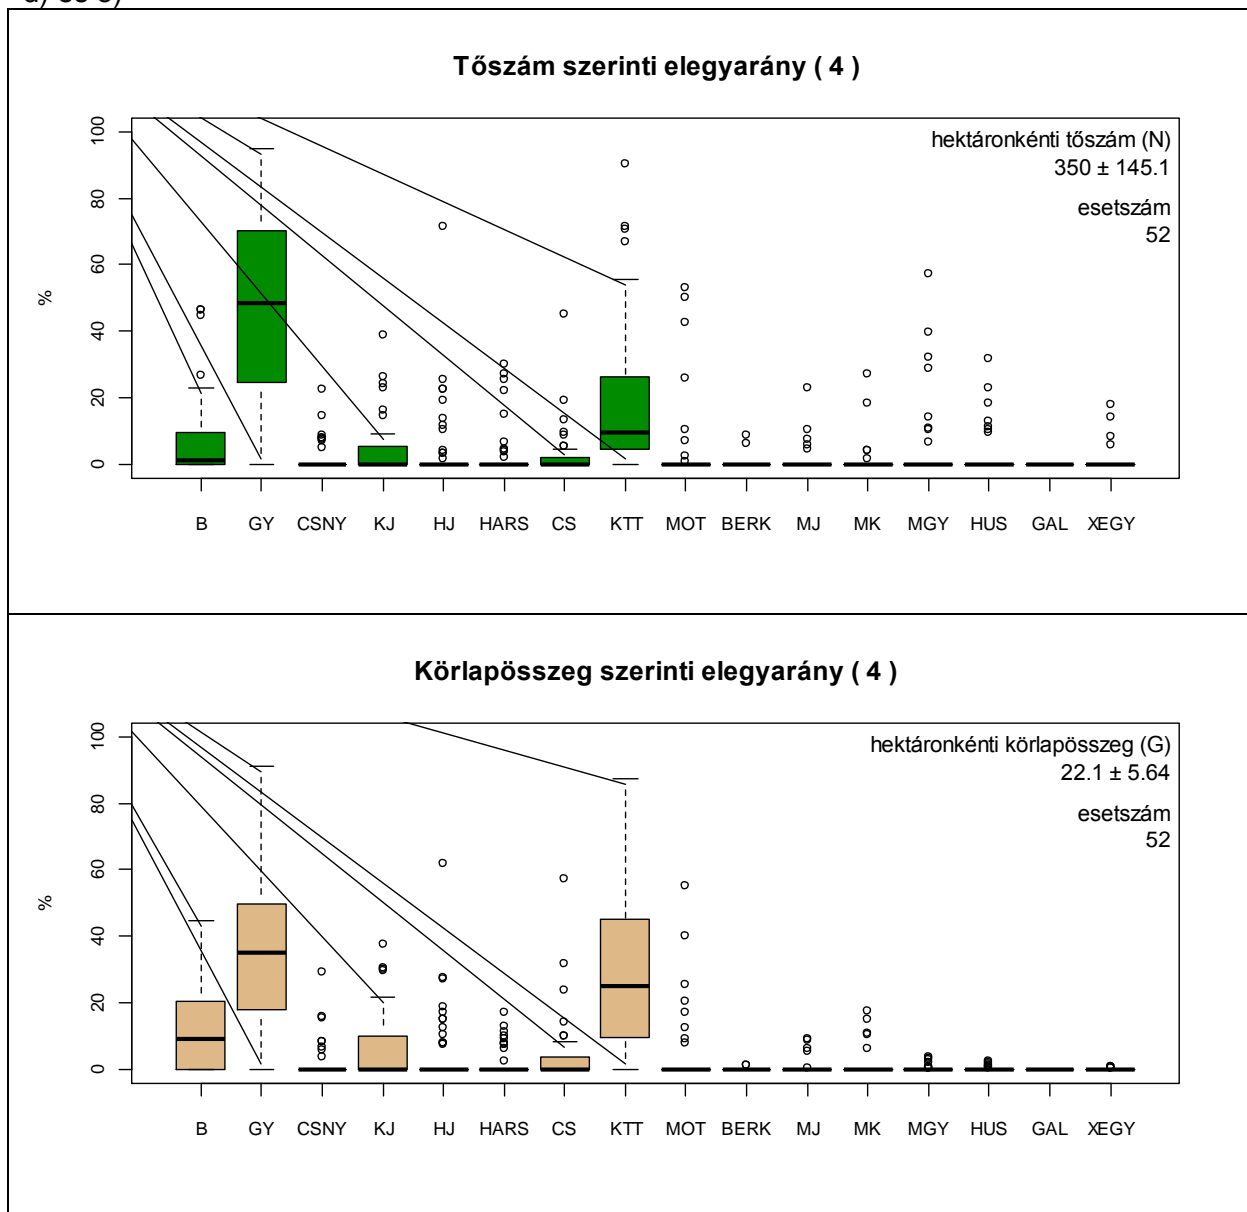 Tőszám szerinti elegyarány ( 4 )
hektáronkénti tőszám (N)
350 ± 145.1
esetszám
52
%
100
80
60
40
20
0
B GY CSNY KJ HJ HARS CS KTT MOT BERK MJ MK MGY HUS GAL XEGY
Körlapösszeg szerinti elegyarány ( 4 )
hektáronkénti körlapösszeg (G)
22.1 ± 5.64
esetszám
52
%
100
80
60
40
20
0
B GY CSNY KJ HJ HARS CS KTT MOT BERK MJ MK MGY HUS GAL XEGY